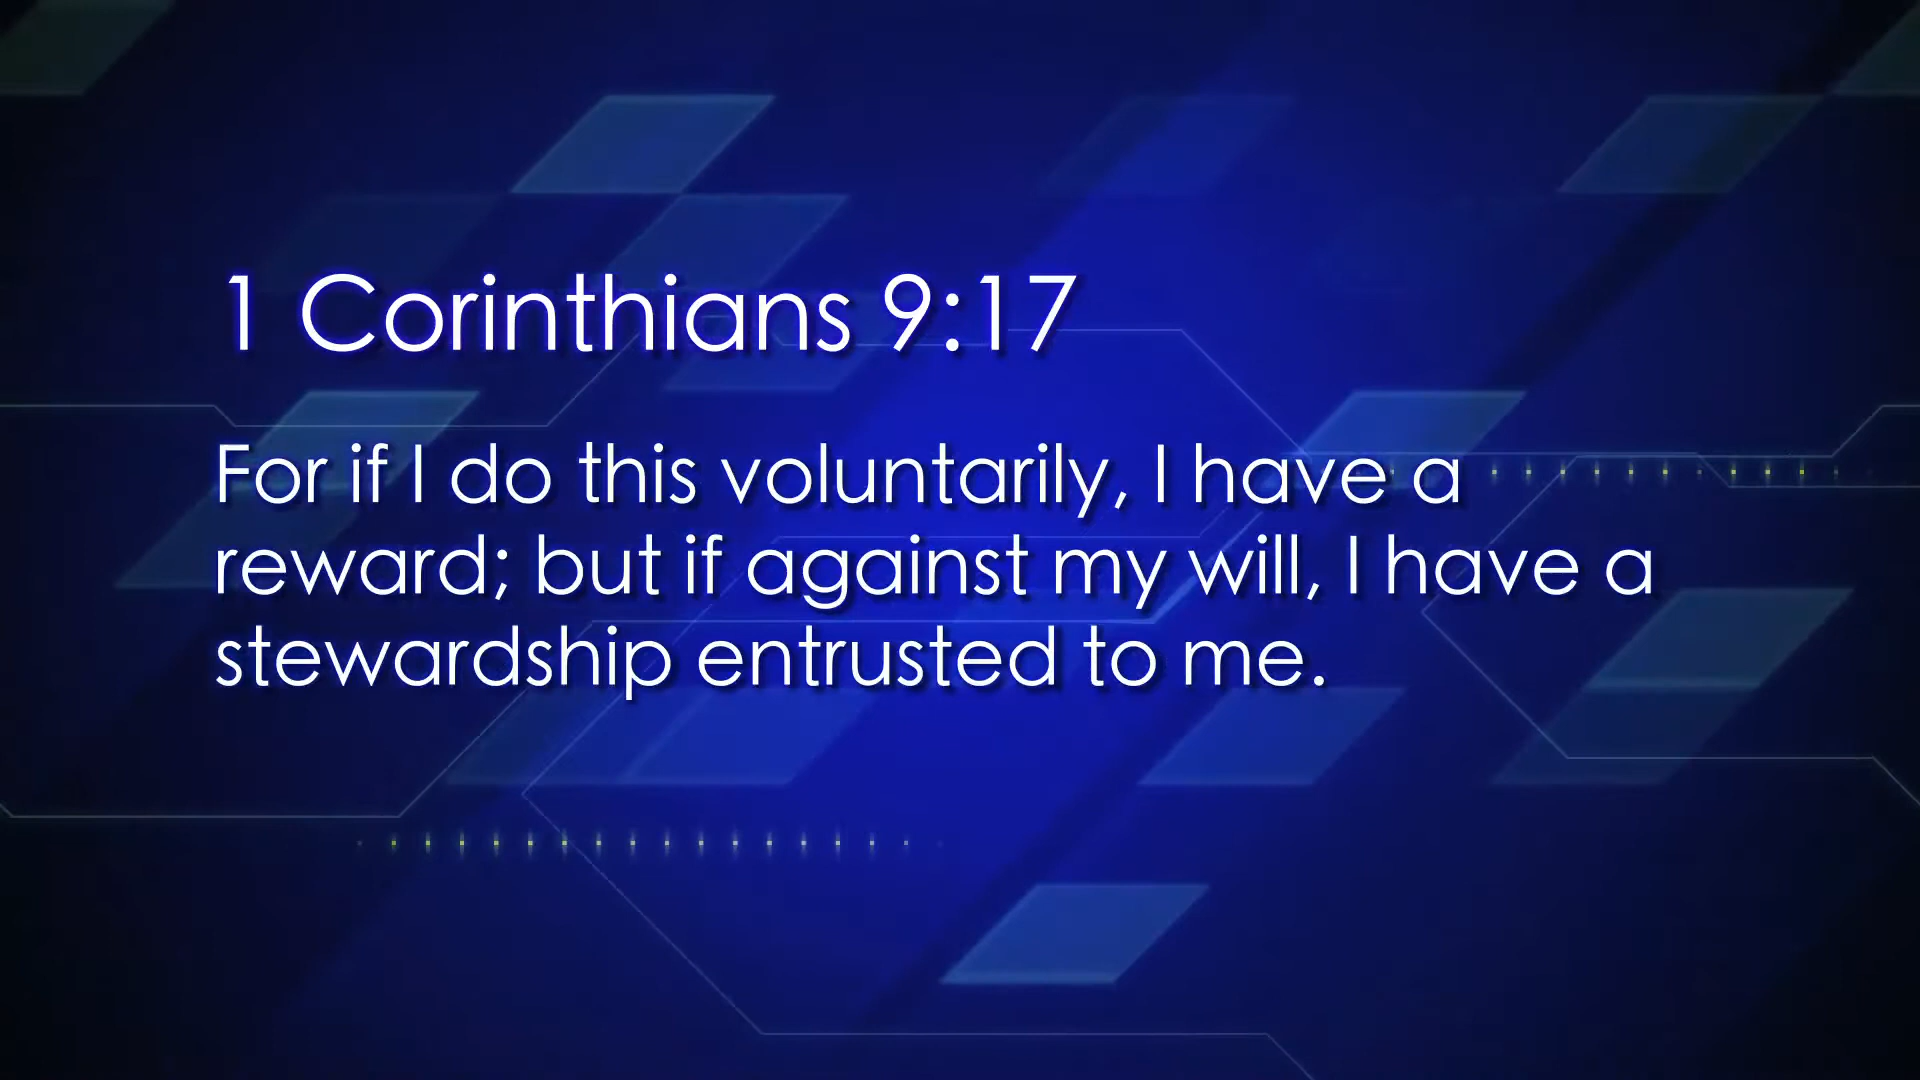 1 Corinthians 9:17
For if I do this voluntarily, I have a
reward; but if against my will, I have a
stewardship entrusted to me.